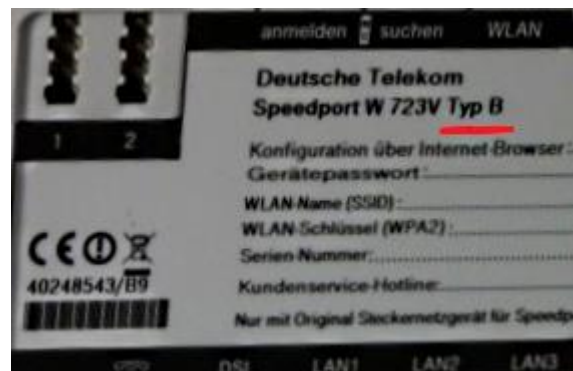 anmelden suchen WLAN
Deutsche Telekom
Speedport W 723V Typ B
1 2
Konfiguration über Internet-Browser:
Gerätepasswort:
WLAN-Name (SSID):
WLAN-Schlüssel (WPA2):
Serien-Nummer:
40248543/B9
Kundenservice-Hotline:
Nur mit Original Steckernetzgerät für Speedp
DSL LAN1 LAN2 LAN3